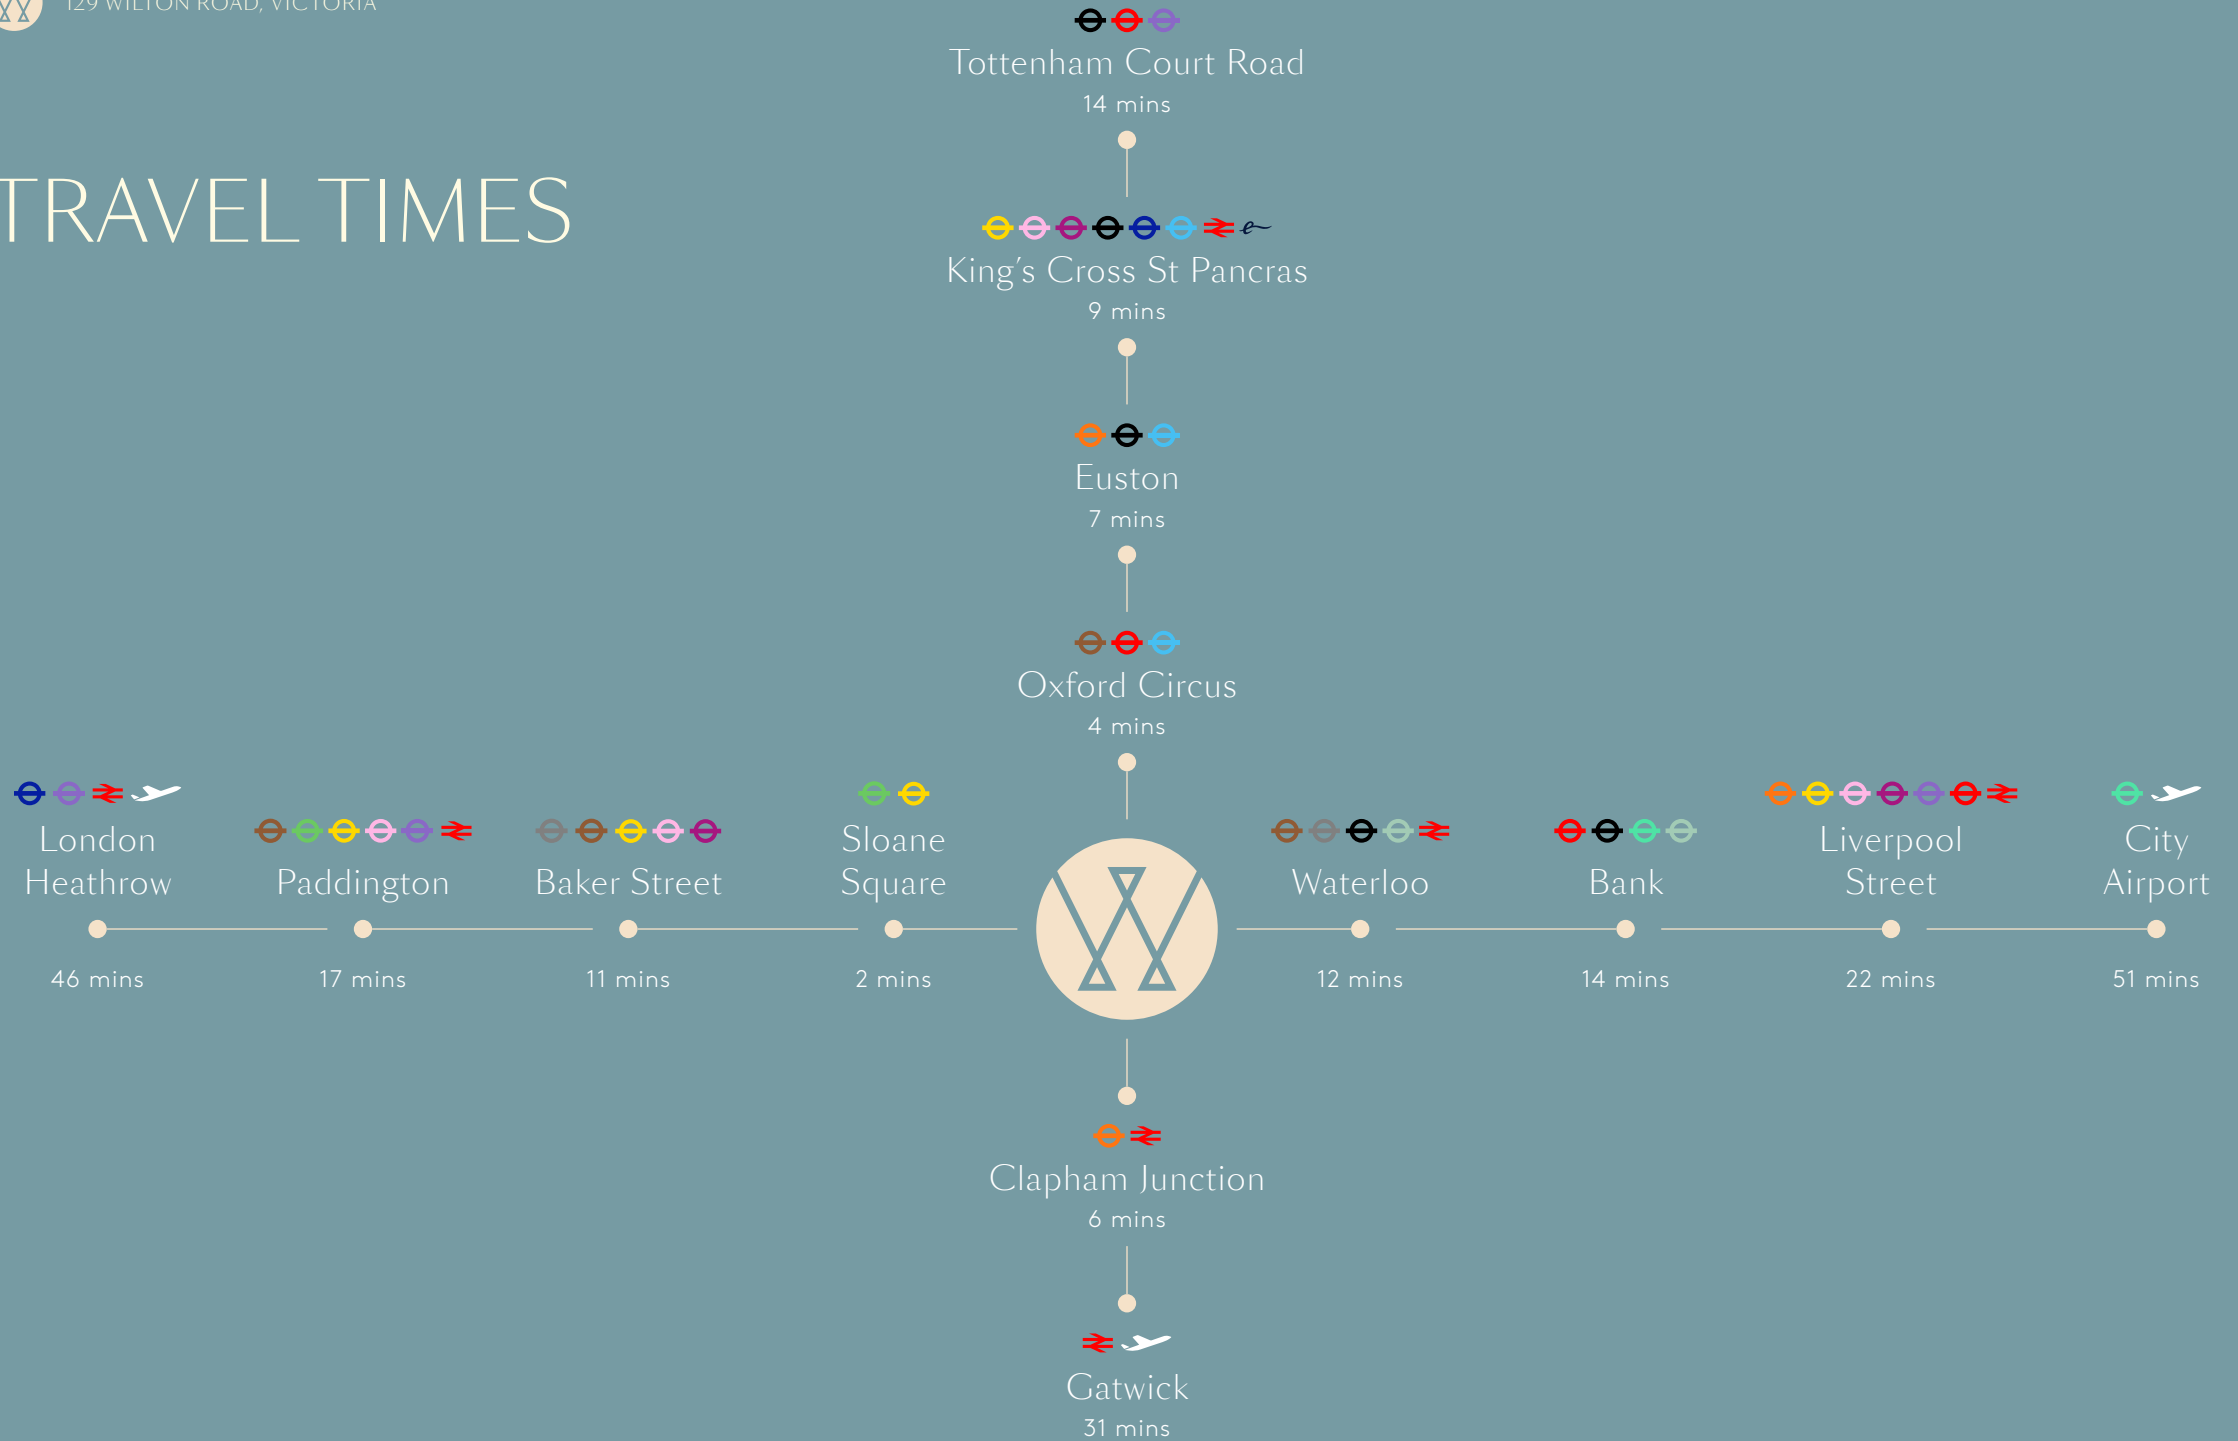 129 WILTON ROAD, VICTORIA
TRAVEL TIMES
Tottenham Court Road
14 mins
King's Cross St Pancras
9 mins
Euston
7 mins
Oxford Circus
4 mins
London
Heathrow
46 mins
Paddington
17 mins
Baker Street
11 mins
Sloane
Square
2 mins
Waterloo
12 mins
Bank
14 mins
Liverpool
Street
22 mins
City
Airport
51 mins
Clapham Junction
6 mins
Gatwick
31 mins